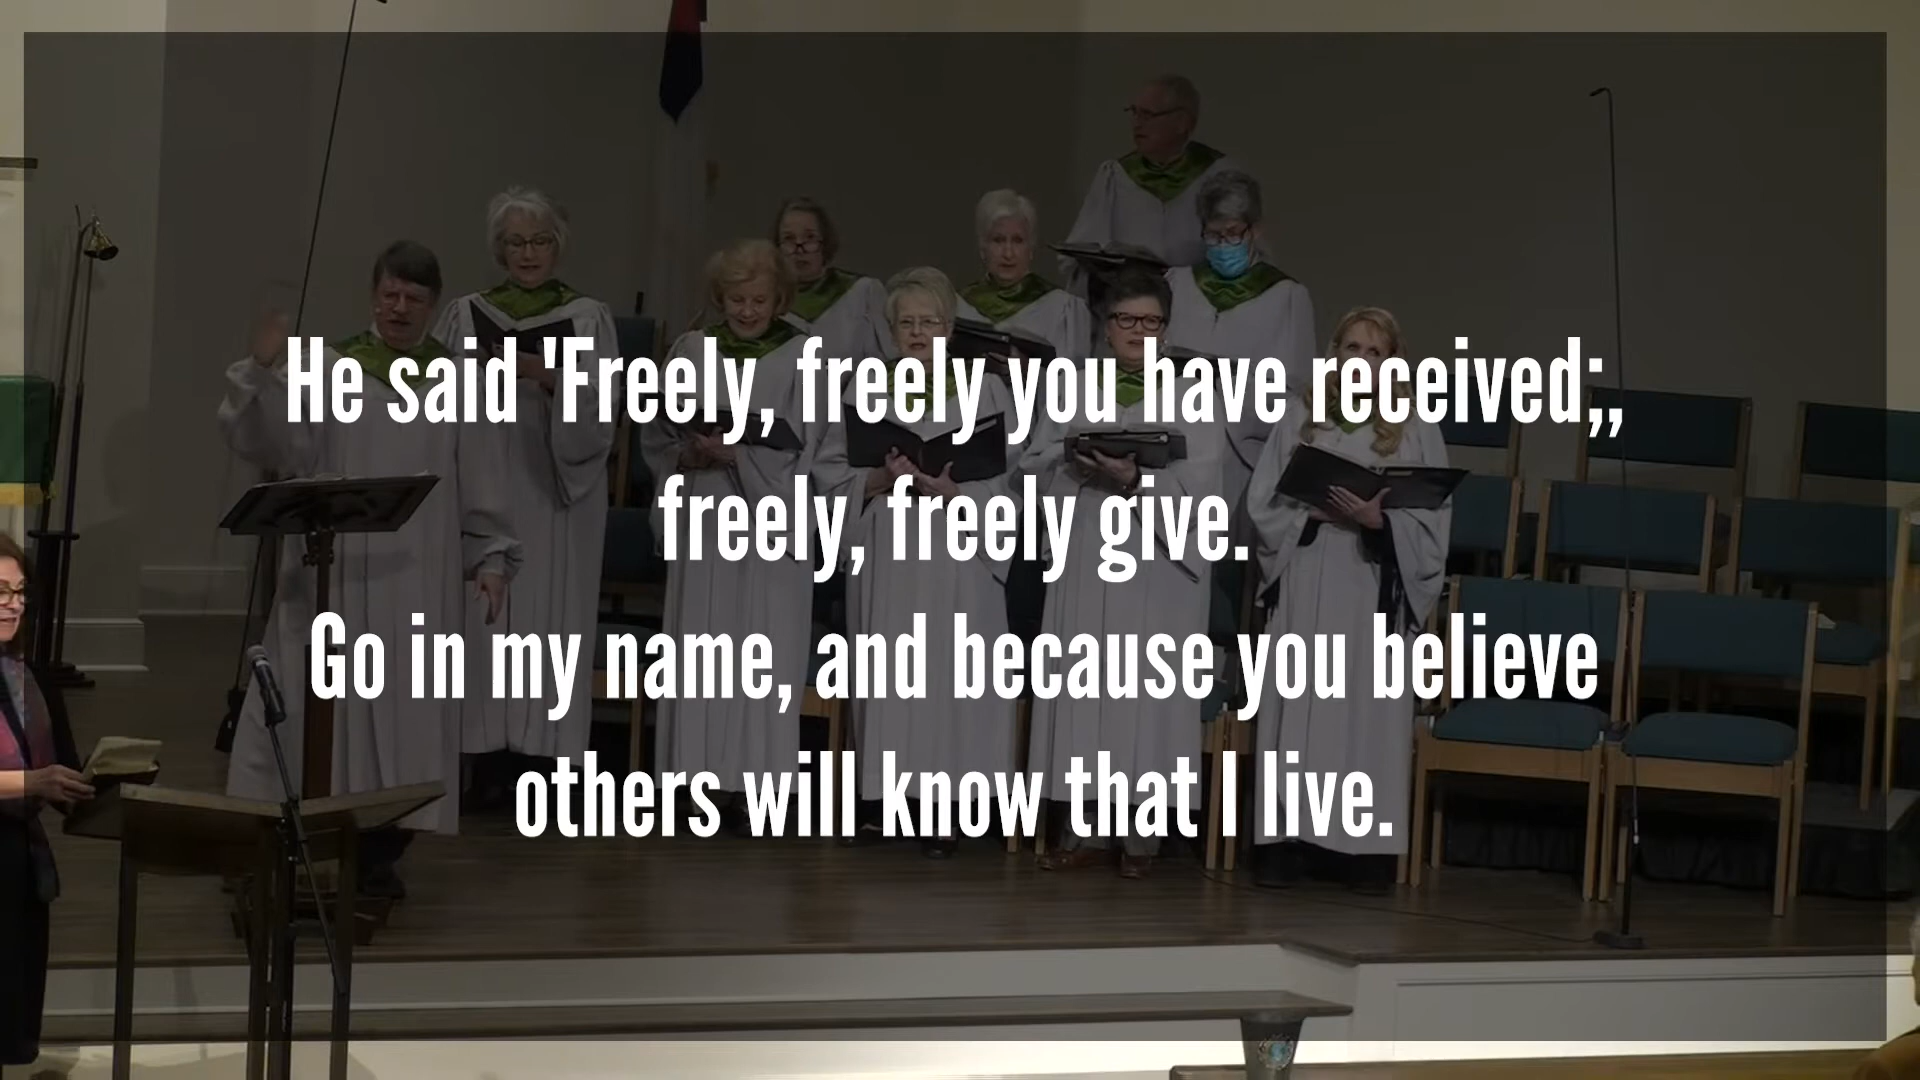 He said "Freely, freely you have received;,
freely, freely give.
Go in my name, and because you believe
others will know that I live.